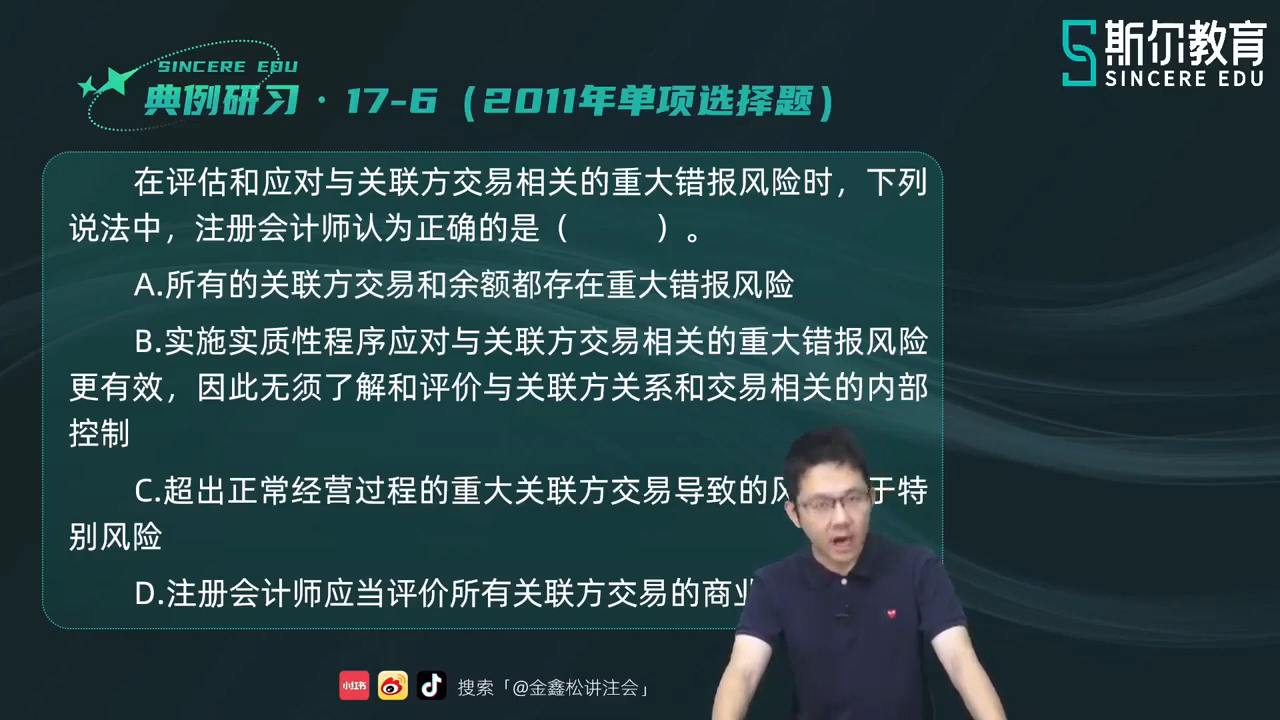 SINCERE EDU
典例研习·17-6（2011年单项选择题）
斯尔教育
SINCERE EDU
在评估和应对与关联方交易相关的重大错报风险时，下列
说法中，注册会计师认为正确的是（ ）。
A.所有的关联方交易和余额都存在重大错报风险
B.实施实质性程序应对与关联方交易相关的重大错报风险
更有效，因此无须了解和评价与关联方关系和交易相关的内部
控制
C.超出正常经营过程的重大关联方交易导致的风 于特
别风险
D.注册会计师应当评价所有关联方交易的商业
小红书
搜索「@金鑫松讲注会」